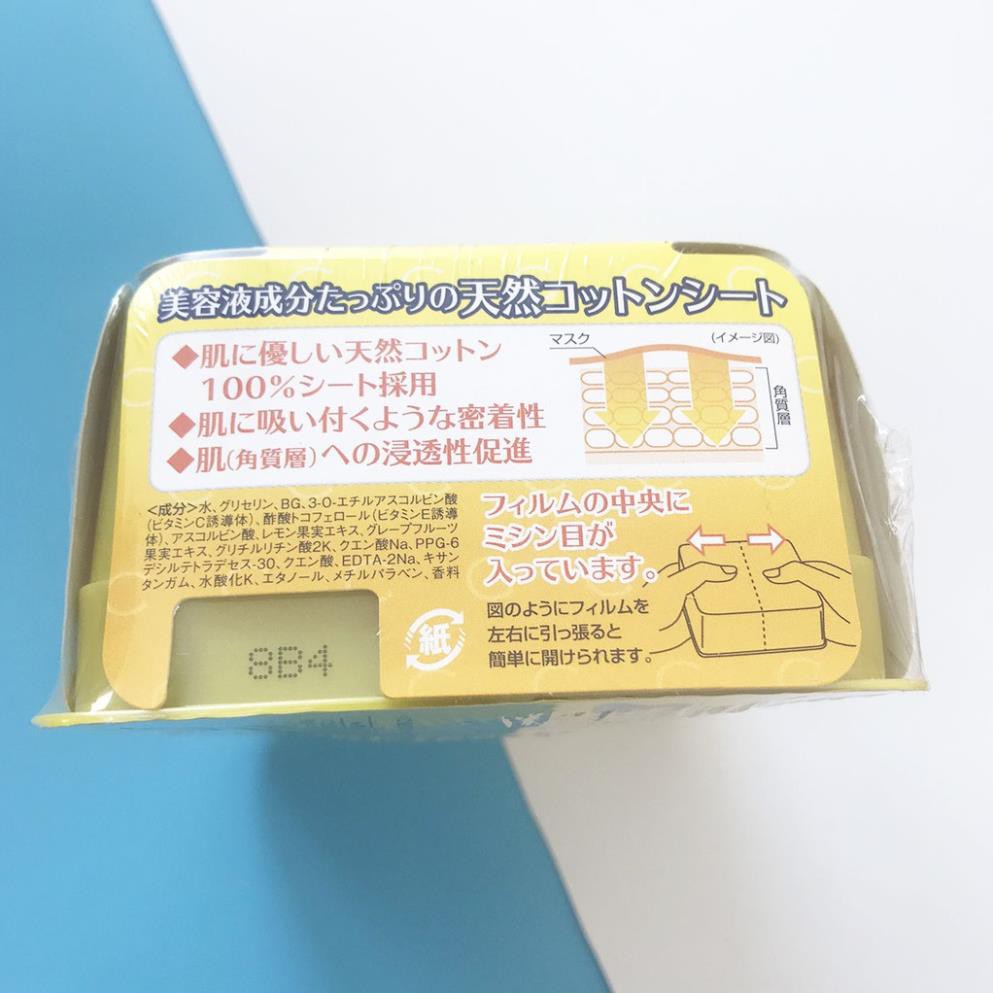 美容液成分たっぷりの天然コットンシート
◆肌に優しい天然コットン
100%シート採用
◆肌に吸い付くような密着性
◆肌(角質層)への浸透性促進
マスク
(イメージ図)
角質層
<成分>水、グリセリン、BG、3-O-エチルアスコルビン酸
(ビタミンC誘導体)、酢酸トコフェロール(ビタミンE誘導
体)、アスコルビン酸、レモン果実エキス、グレープフルーツ
果実エキス、グリチルリチン酸2K、クエン酸Na、PPG-6
デシルテトラデセス-30、クエン酸、EDTA-2Na、キサン
タンガム、水酸化K、エタノール、メチルパラベン、香料
フィルムの中央に
ミシン目が
入っています。
紙
図のようにフィルムを
左右に引っ張ると
簡単に開けられます。
8B4